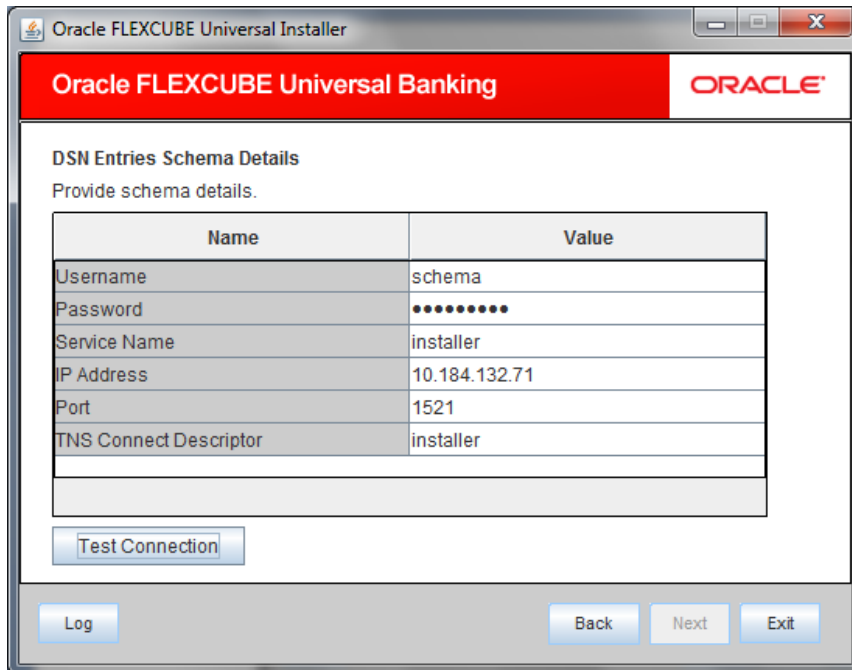 Oracle FLEXCUBE Universal Installer
Oracle FLEXCUBE Universal Banking
ORACLE
DSN Entries Schema Details
Provide schema details.
Name Value
Username schema
Password •••••••••
Service Name installer
IP Address 10.184.132.71
Port 1521
TNS Connect Descriptor installer
Test Connection
Log Back Next Exit